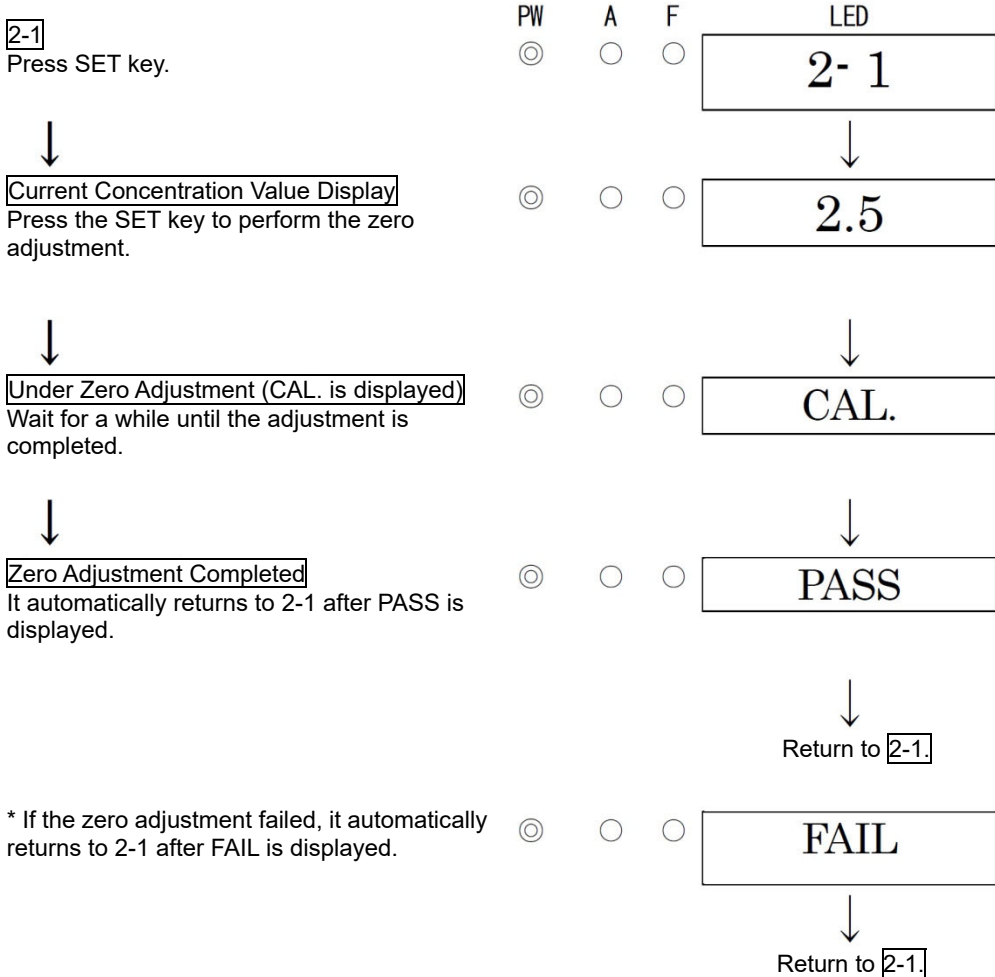 PW A F LED
2-1
Press SET key.
2- 1
Current Concentration Value Display
Press the SET key to perform the zero
adjustment.
2.5
Under Zero Adjustment (CAL. is displayed)
Wait for a while until the adjustment is
completed.
CAL.
Zero Adjustment Completed
It automatically returns to 2-1 after PASS is
displayed.
PASS
Return to 2-1.
* If the zero adjustment failed, it automatically
returns to 2-1 after FAIL is displayed.
FAIL
Return to 2-1.